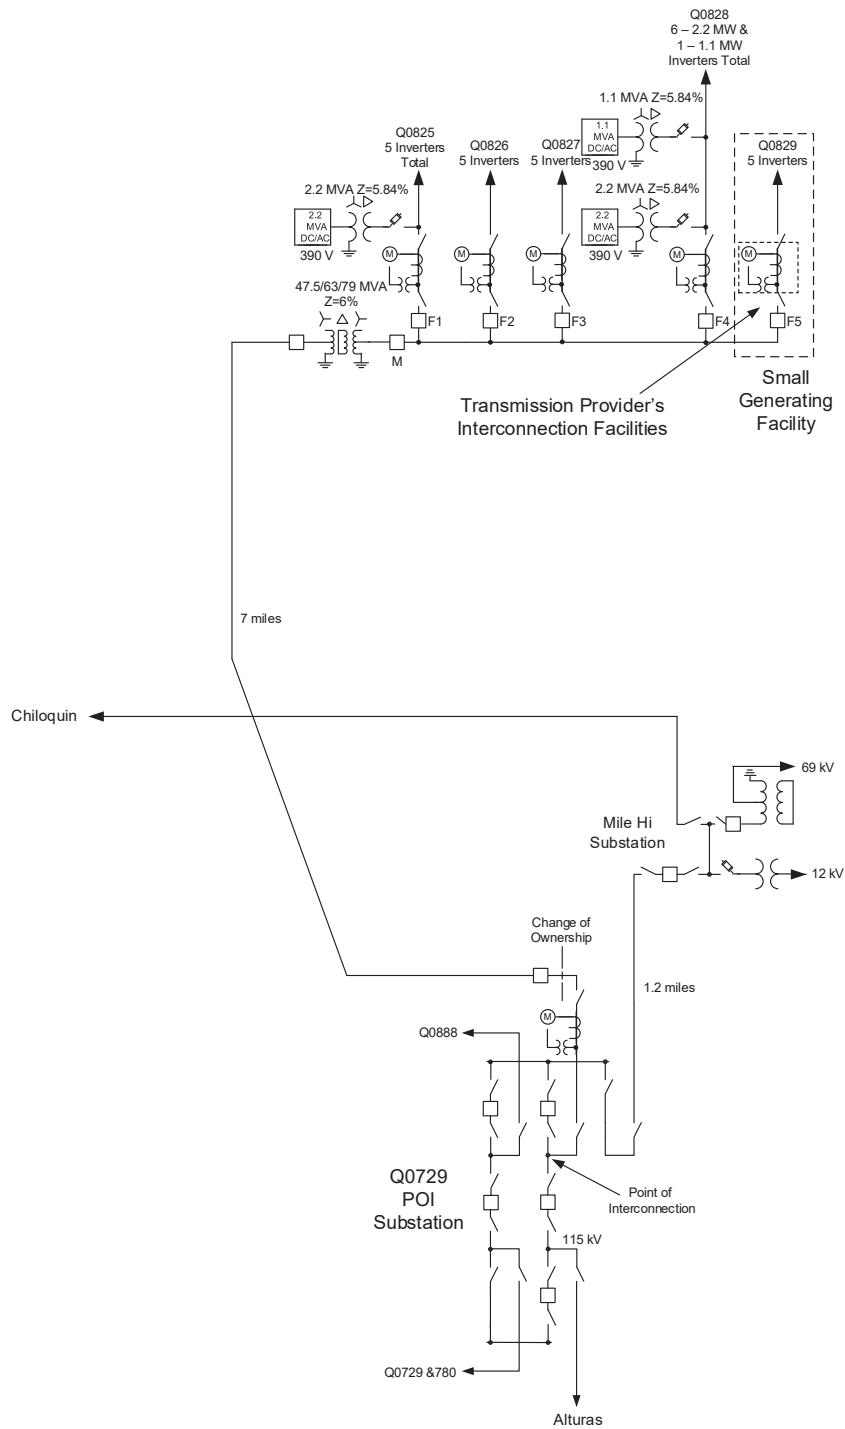 Q0828
6 – 2.2 MW &
1 – 1.1 MW
Inverters Total
1.1 MVA Z=5.84%
1.1
MVA
DC/AC
390 V
Q0825
5 Inverters
Total
Q0826
5 Inverters
Q0827
5 Inverters
Q0829
5 Inverters
2.2 MVA Z=5.84%
2.2
MVA
DC/AC
390 V
2.2 MVA Z=5.84%
2.2
MVA
DC/AC
390 V
M
M
M
M
M
47.5/63/79 MVA
Z=6%
F1
F2
F3
F4
F5
M
Transmission Provider's
Interconnection Facilities
Small
Generating
Facility
7 miles
Chiloquin
69 kV
Mile Hi
Substation
12 kV
Change of
Ownership
1.2 miles
M
Q0888
Q0729
POI
Substation
Point of
Interconnection
115 kV
Q0729 &780
Alturas